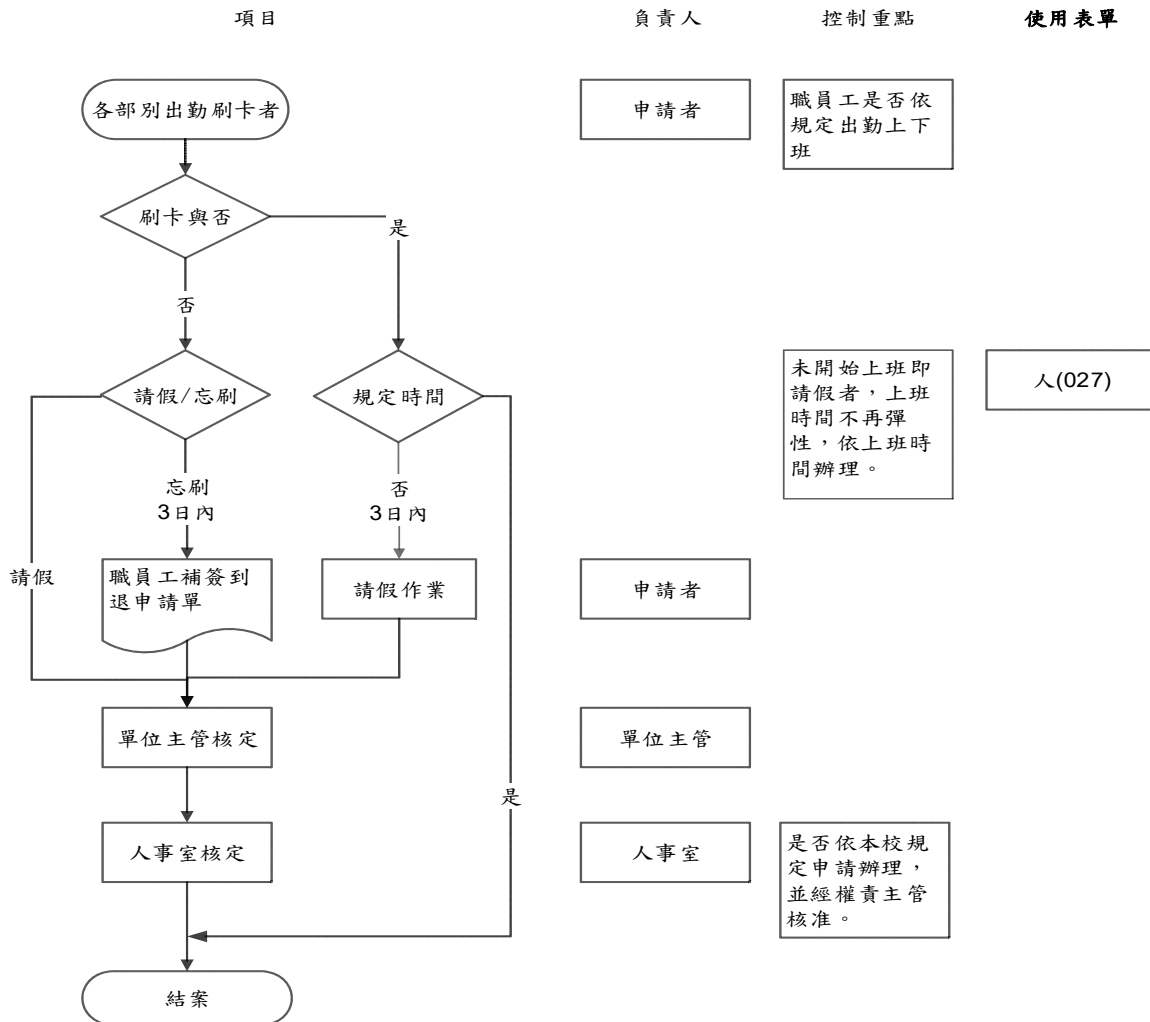 項目
負責人
控制重點
使用表單
各部別出勤刷卡者
申請者
職員工是否依
規定出勤上下
班
刷卡與否
是
否
請假/忘刷
規定時間
未開始上班即
請假者，上班
時間不再彈
性，依上班時
間辦理。
人(027)
忘刷
3日內
否
3日內
請假
職員工補簽到
退申請單
請假作業
申請者
單位主管核定
單位主管
是
人事室核定
人事室
是否依本校規
定申請辦理，
並經權責主管
核准。
結案